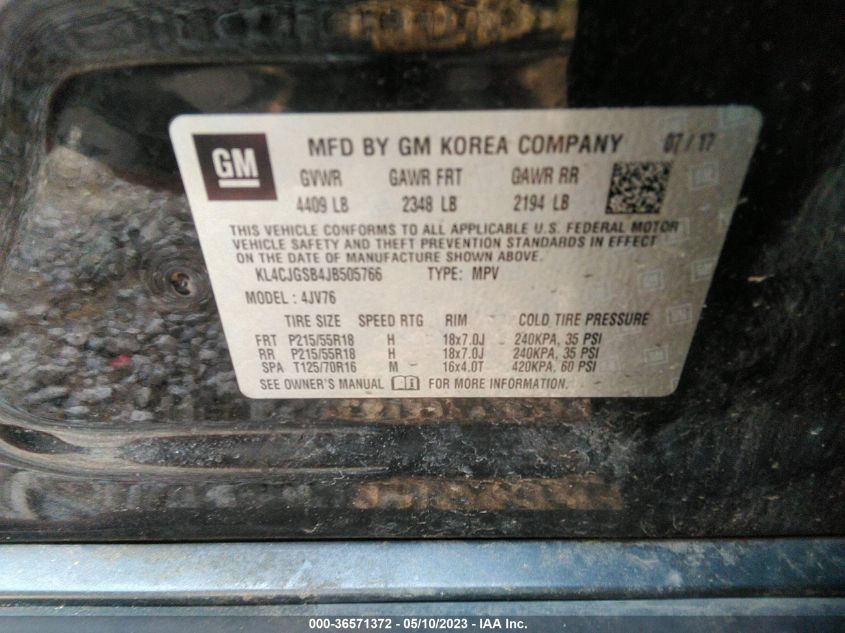 GM
MFD BY GM KOREA COMPANY 07 / 17
GVWR GAWR FRT GAWR RR
4409 LB 2348 LB 2194 LB
THIS VEHICLE CONFORMS TO ALL APPLICABLE U.S. FEDERAL MOTOR
VEHICLE SAFETY AND THEFT PREVENTION STANDARDS IN EFFECT
ON THE DATE OF MANUFACTURE SHOWN ABOVE.
KL4CJGSB4JB505766 TYPE: MPV
MODEL : 4JV76
TIRE SIZE SPEED RTG RIM COLD TIRE PRESSURE
FRT P215/55R18 H 18x7.0J 240KPA, 35 PSI
RR P215/55R18 H 18x7.0J 240KPA, 35 PSI
SPA T125/70R16 M 16x4.0T 420KPA, 60 PSI
SEE OWNER'S MANUAL FOR MORE INFORMATION.
000-36571372 - 05/10/2023 - IAA Inc.